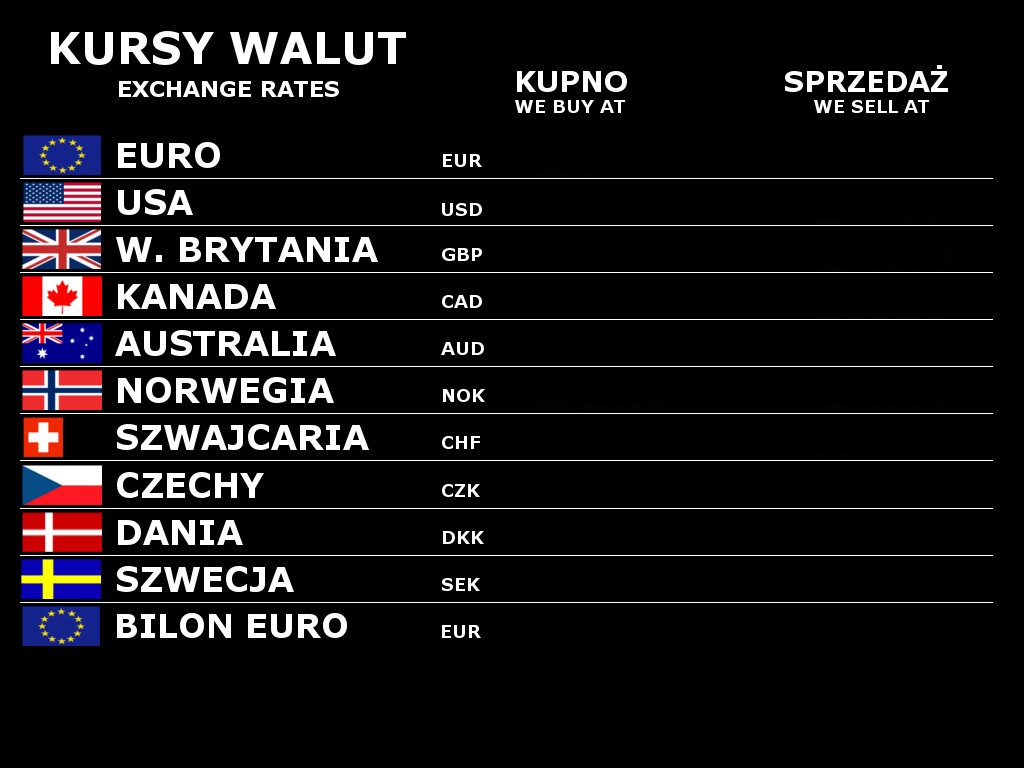 KURSY WALUT
EXCHANGE RATES
KUPNO
WE BUY AT
SPRZEDAŻ
WE SELL AT
EURO EUR
USA USD
W. BRYTANIA GBP
KANADA CAD
AUSTRALIA AUD
NORWEGIA NOK
SZWAJCARIA CHF
CZECHY CZK
DANIA DKK
SZWECJA SEK
BILON EURO EUR